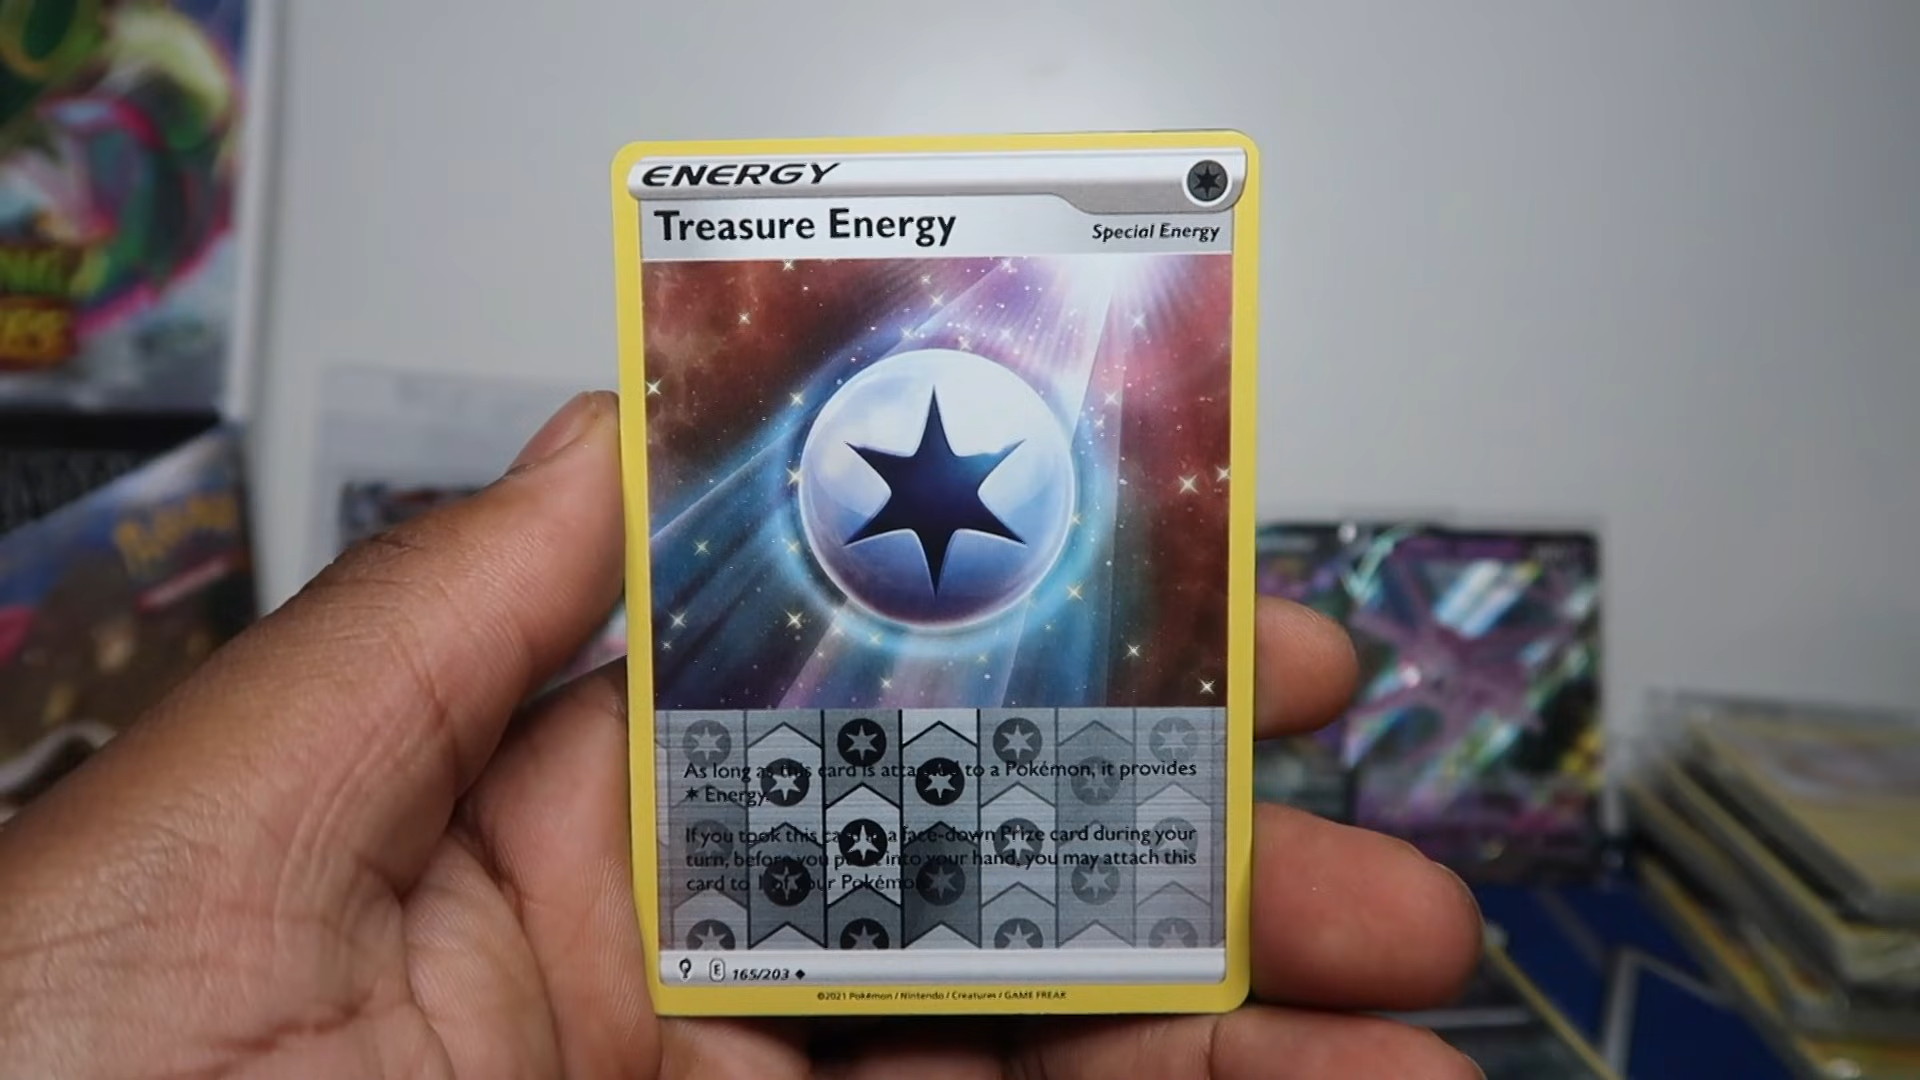 ENERGY
Treasure Energy
Special Energy
As long as this card is attached to a Pokémon, it provides
Energy.
If you took this card as a face-down Prize card during your
turn, before you put it into your hand, you may attach this
card to 1 of your Pokémon.
E
165/203
©2021 Pokémon / Nintendo / Creatures / GAME FREAK
Pokémon